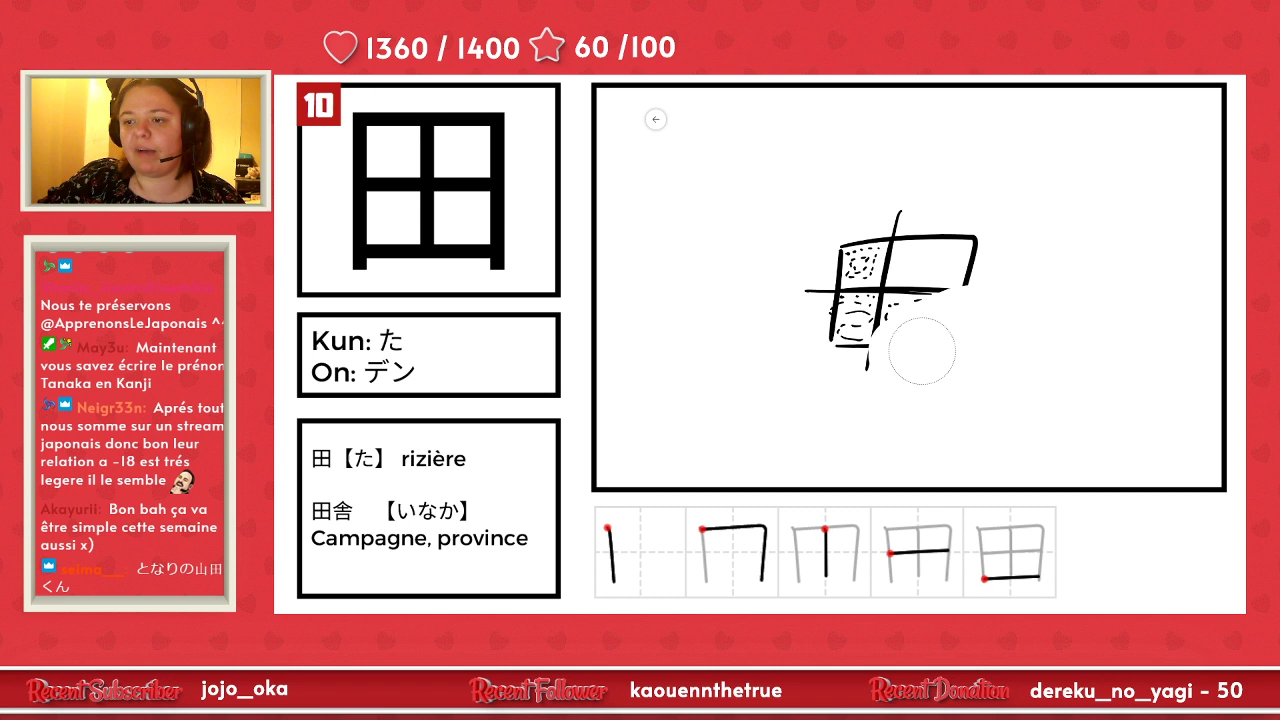 1360 / 1400 60 /100
10
田
Kun: た
On: デン
田【た】 rizière
田舎 【いなか】
Campagne, province
Nous te préservons
@ApprenonsLeJaponais ^^
May3u: Maintenant
vous savez écrire le prénom
Tanaka en Kanji
Neigr33n: Aprés tout
nous somme sur un stream
japonais donc bon leur
relation a -18 est trés
legere il le semble
Akayurii: Bon bah ça va
être simple cette semaine
aussi x)
seima___: となりの山田
くん
Recent Subscriber jojo_oka Recent Follower kaouennthetrue Recent Donation dereku_no_yagi - 50